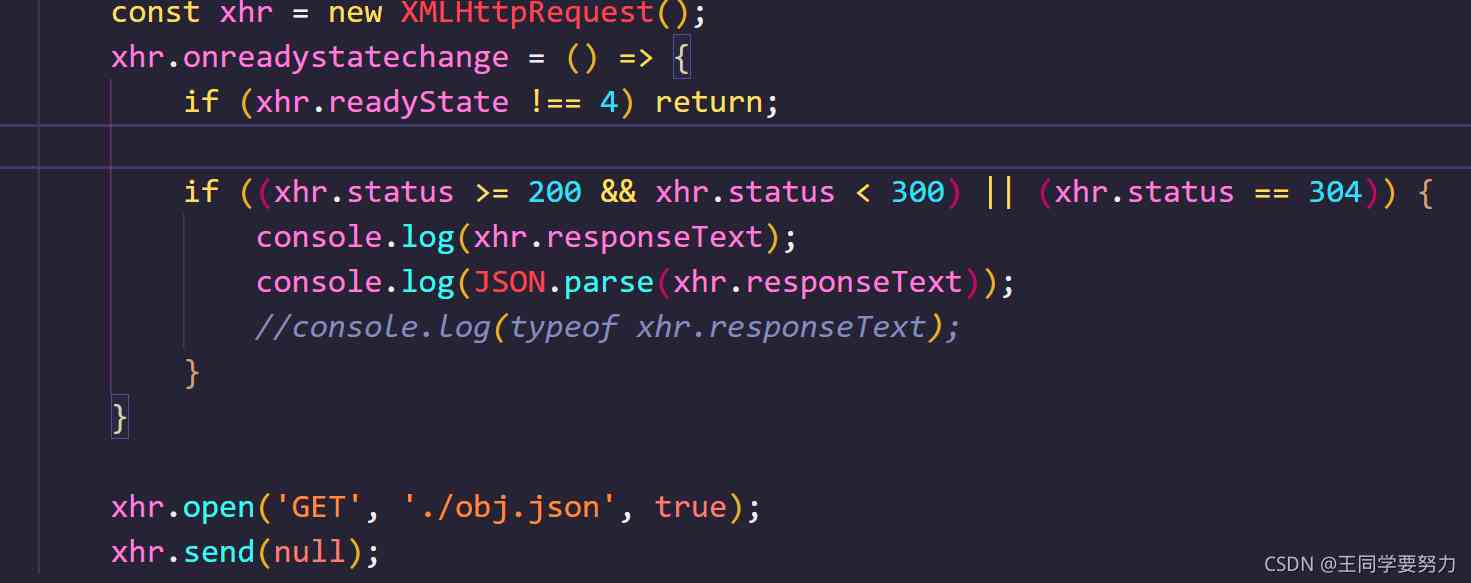 const xhr = new XMLHttpRequest();
xhr.onreadystatechange = () => {
if (xhr.readyState !== 4) return;
if ((xhr.status >= 200 && xhr.status < 300) || (xhr.status == 304)) {
console.log(xhr.responseText);
console.log(JSON.parse(xhr.responseText));
//console.log(typeof xhr.responseText);
}
}
xhr.open('GET', './obj.json', true);
xhr.send(null);
CSDN @王同学要努力